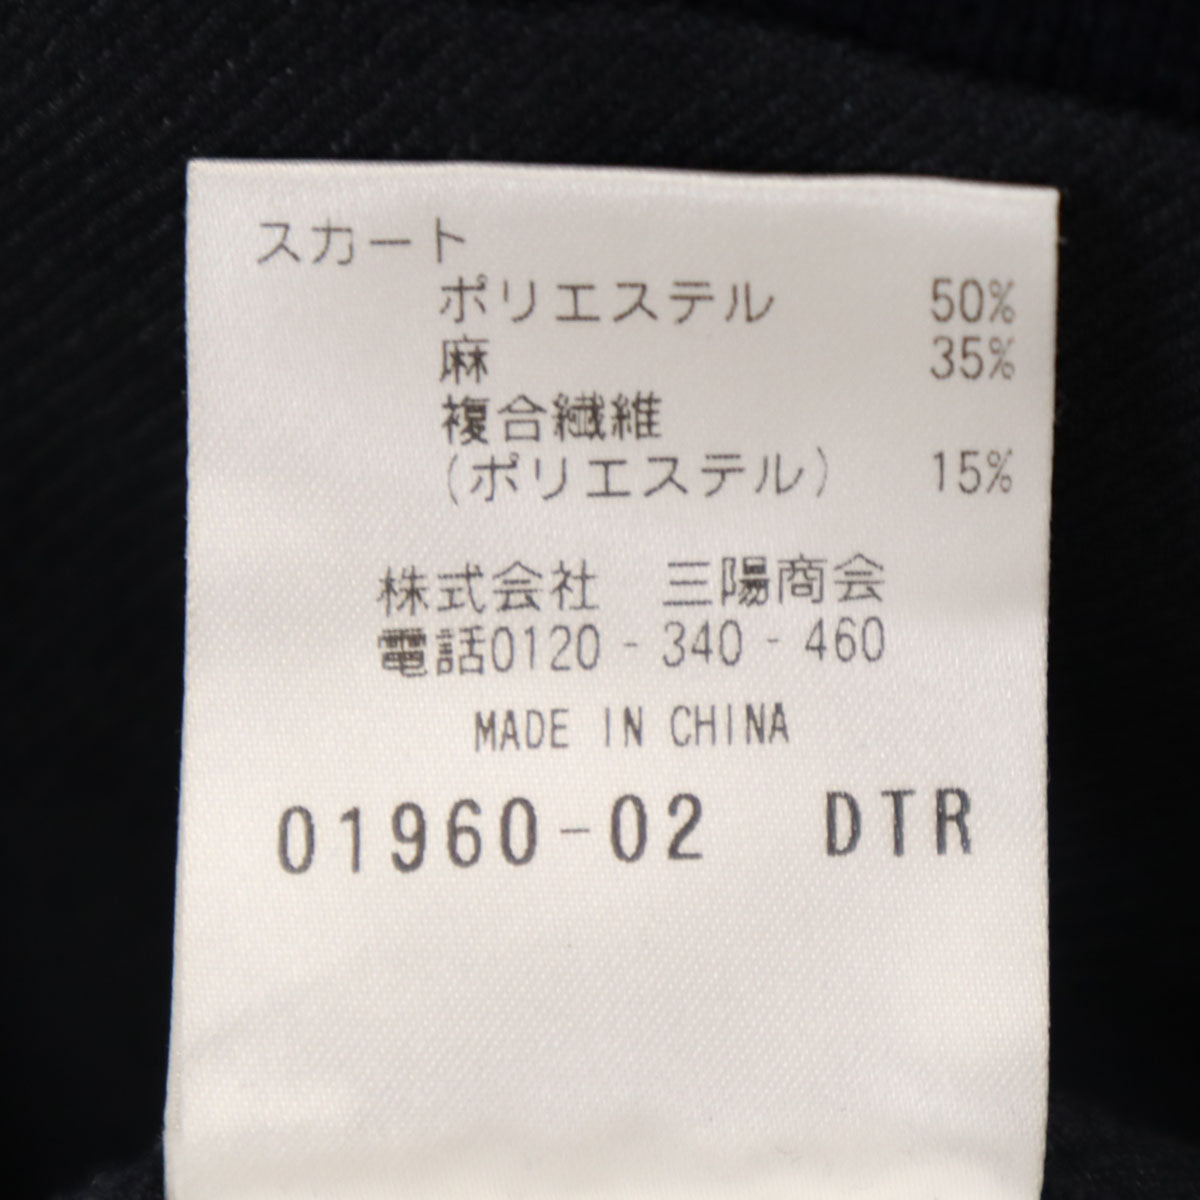 スカート
ポリエステル 50%
麻 35%
複合繊維
(ポリエステル) 15%
株式会社 三陽商会
電話0120-340-460
MADE IN CHINA
01960-02 DTR